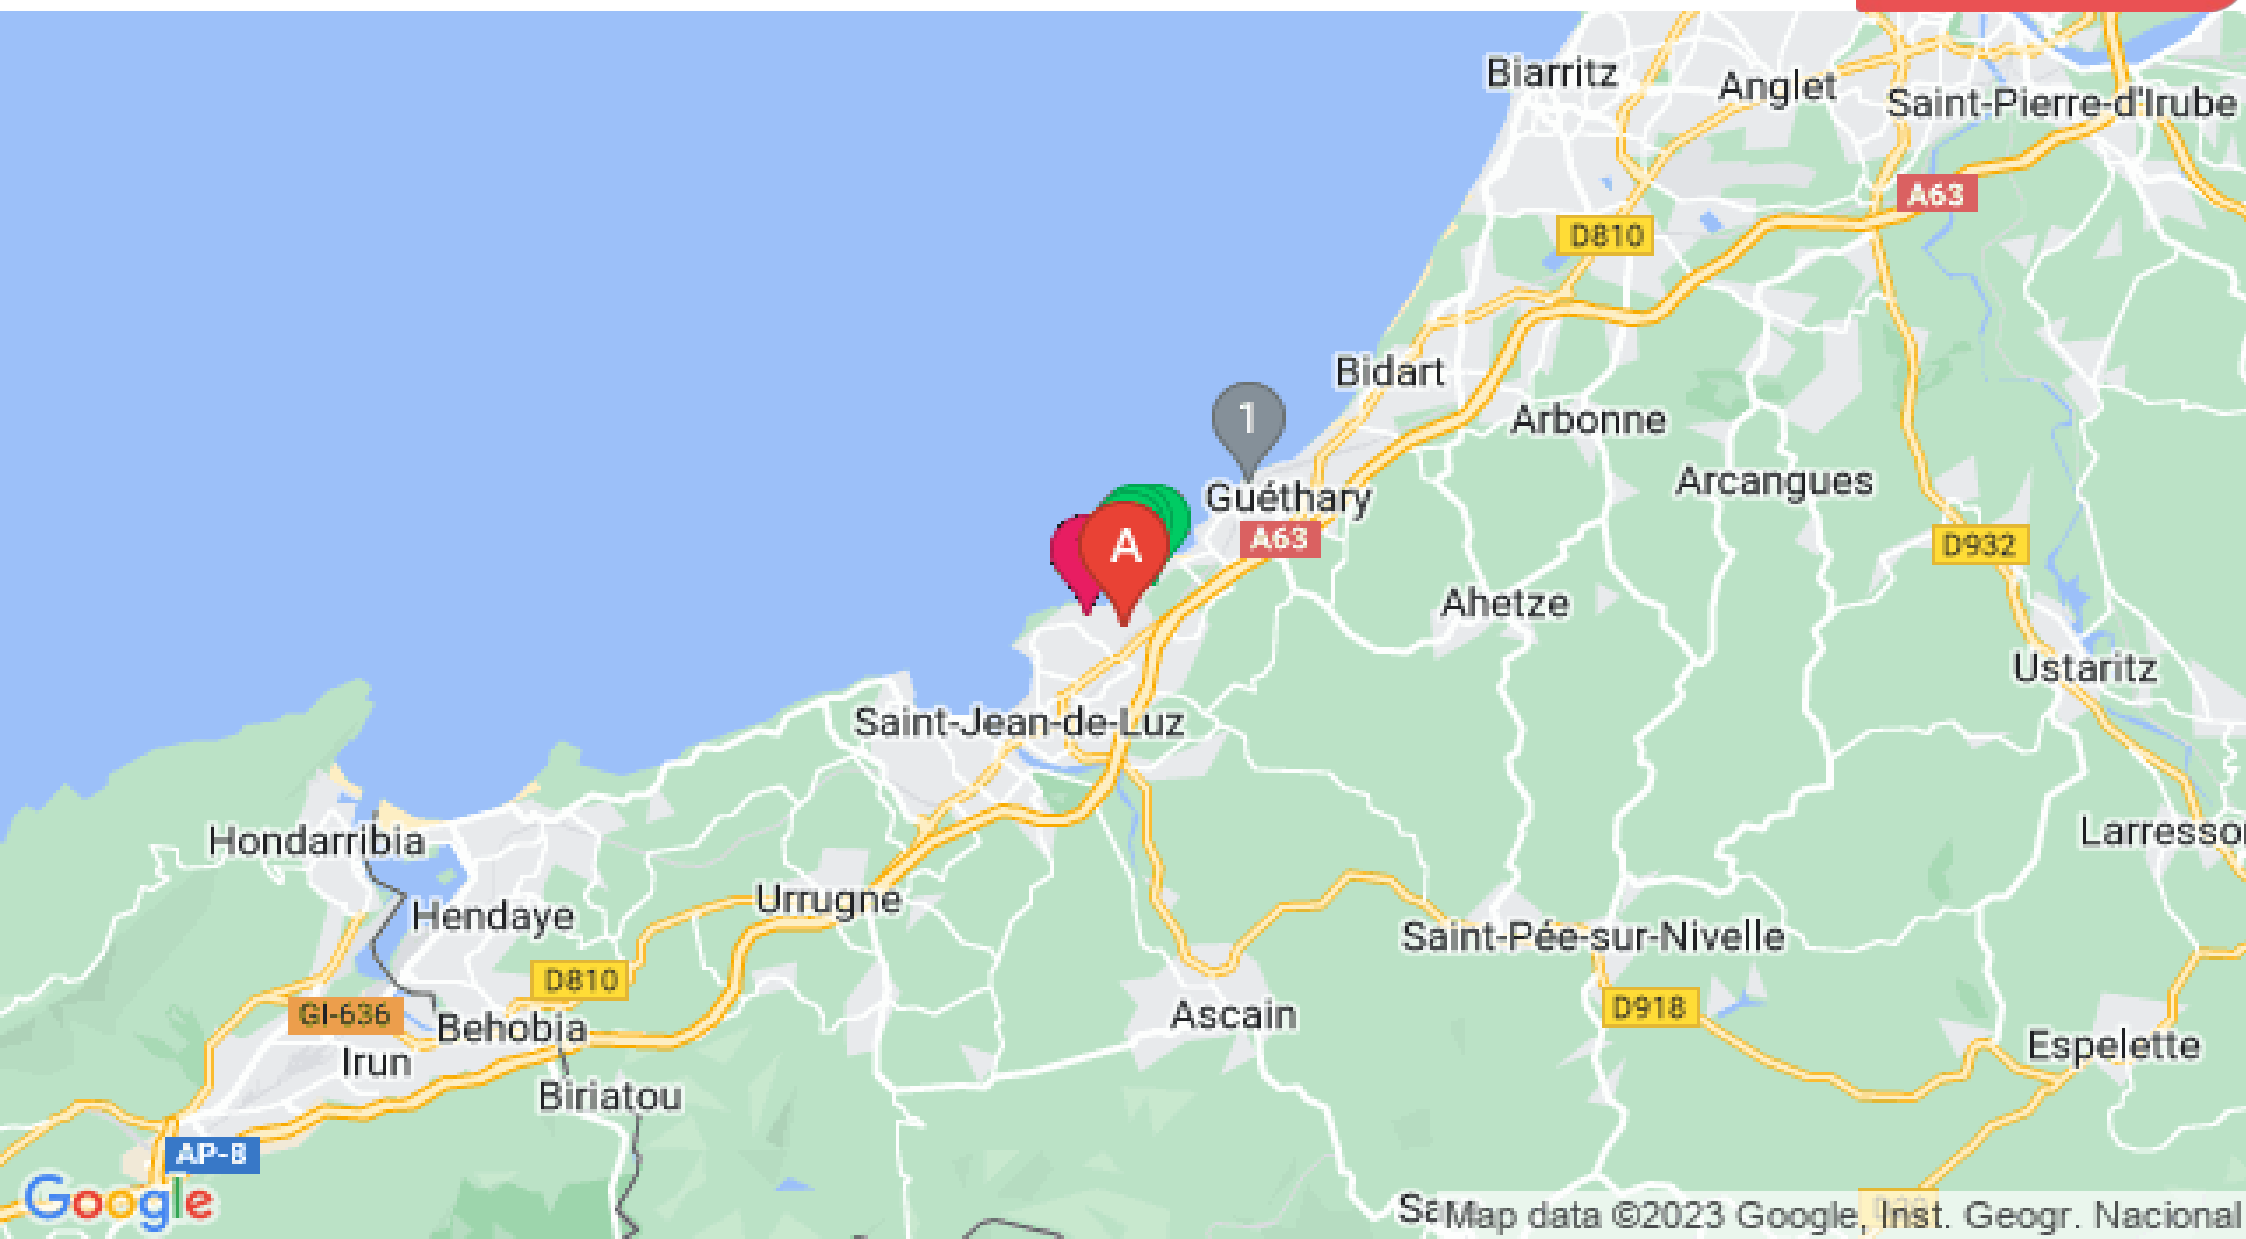 Biarritz
Anglet
Saint-Pierre-d'Irube
A63
D810
Bidart
1
Arbonne
Arcangues
Guéthary
A63
A
D932
Ahetze
Ustaritz
Saint-Jean-de-Luz
Hondarribia
Larresso
Urrugne
Hendaye
Saint-Pée-sur-Nivelle
D810
D918
GI-636
Ascain
Behobia
Espelette
Irun
Biriatou
AP-8
Google
Map data ©2023 Google, Inst. Geogr. Nacional